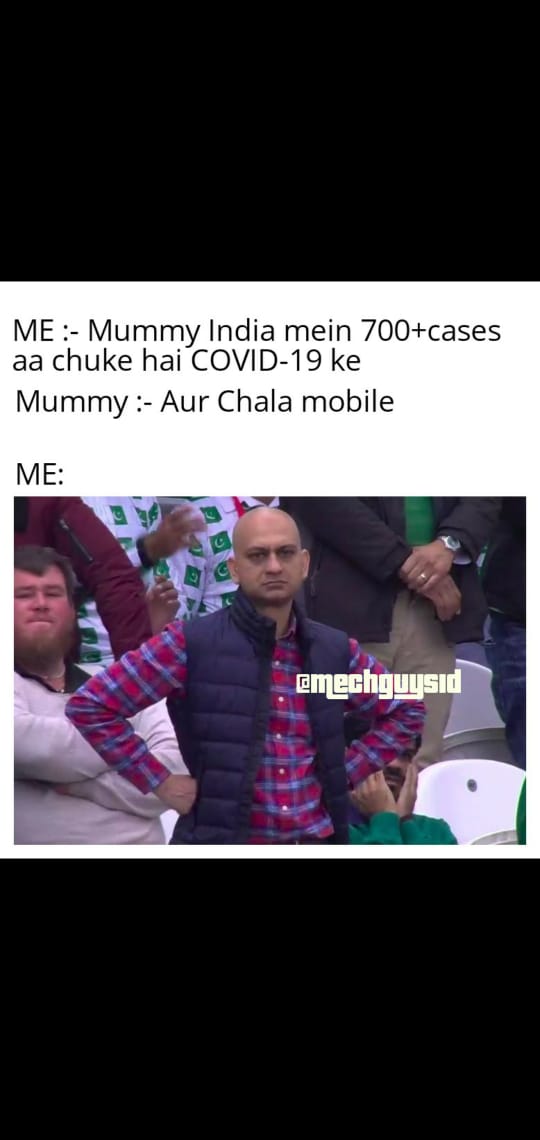 ME :- Mummy India mein 700+cases
aa chuke hai COVID-19 ke
Mummy :- Aur Chala mobile
ME:
@mechguysid